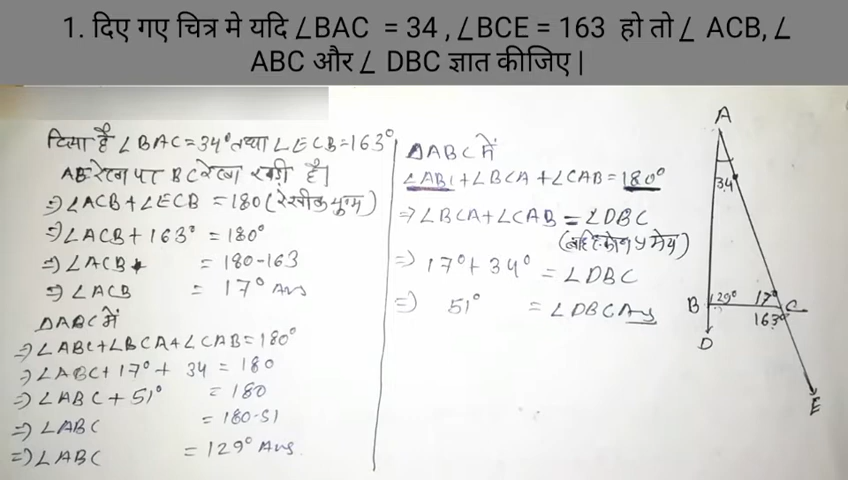 1. दिए गए चित्र मे यदि ∠BAC = 34 , ∠BCE = 163 हो तो ∠ ACB, ∠
ABC और ∠ DBC ज्ञात कीजिए |
दिया है ∠BAC=34° तथा ∠ECB=163°
AE रेखा पर BC रेखा खड़ी है।
⇒∠ACB+∠ECB =180 (रैखीक युग्म)
⇒∠ACB+163° =180°
⇒∠ACB = 180-163
⇒∠ACB = 17° Ans
ΔABC में
⇒∠ABC+∠BCA+∠CAB=180°
⇒∠ABC+17°+ 34 = 180
⇒∠ABC + 51° = 180
⇒∠ABC = 180-51
⇒∠ABC = 129° Ans.
ΔABC में
∠ABC+∠BCA+∠CAB=180°
⇒∠BCA+∠CAB =∠DBC
(बहिष्कोण प्रमेय)
⇒ 17°+34° =∠DBC
⇒ 51° =∠DBC Ans
A
34°
B 129° 17° C
163°
D
E